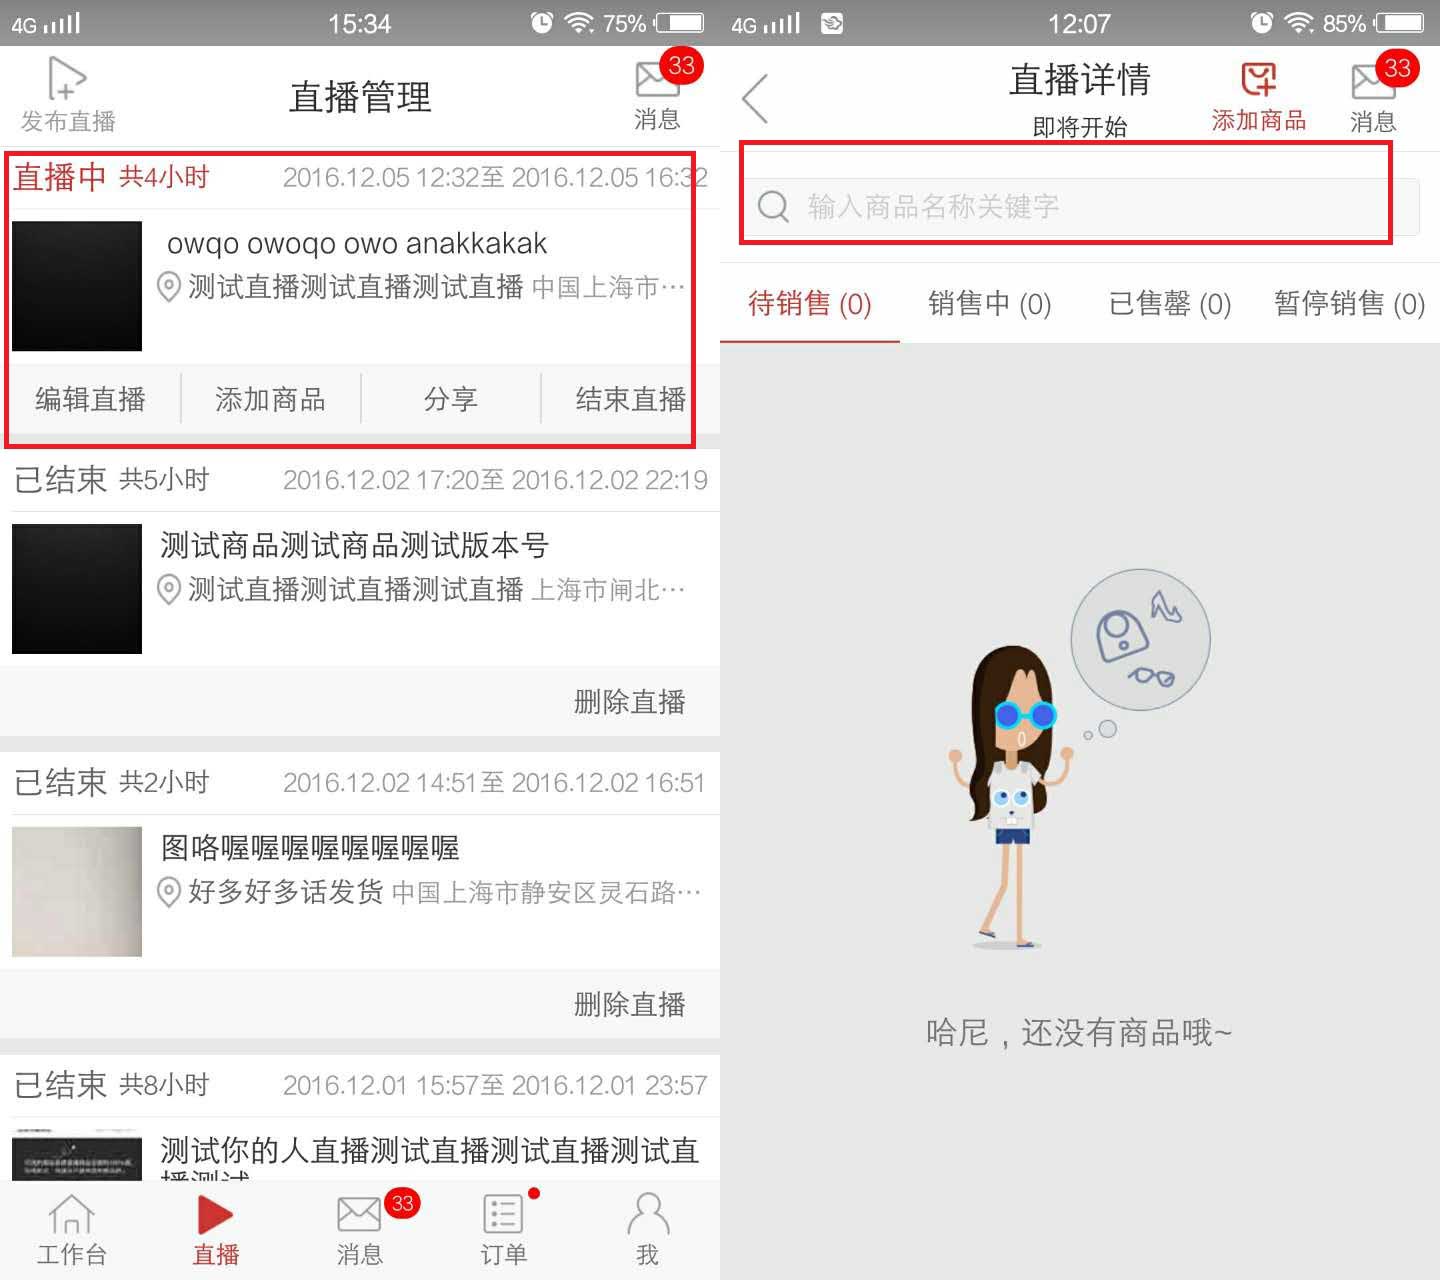 4G 15:34 75%
发布直播 直播管理 33 消息
直播中 共4小时 2016.12.05 12:32至 2016.12.05 16:32
owqo owoqo owo anakkakak
测试直播测试直播测试直播 中国上海市…
编辑直播 添加商品 分享 结束直播
已结束 共5小时 2016.12.02 17:20至 2016.12.02 22:19
测试商品测试商品测试版本号
测试直播测试直播测试直播 上海市闸北…
删除直播
已结束 共2小时 2016.12.02 14:51至 2016.12.02 16:51
图咯喔喔喔喔喔喔喔喔
好多好多话发货 中国上海市静安区灵石路…
删除直播
已结束 共8小时 2016.12.01 15:57至 2016.12.01 23:57
测试你的人直播测试直播测试直播测试直
播测试
工作台 直播 消息 33 订单 我
4G 12:07 85%
直播详情 添加商品 33 消息
即将开始
输入商品名称关键字
待销售 (0) 销售中 (0) 已售罄 (0) 暂停销售 (0)
哈尼，还没有商品哦~